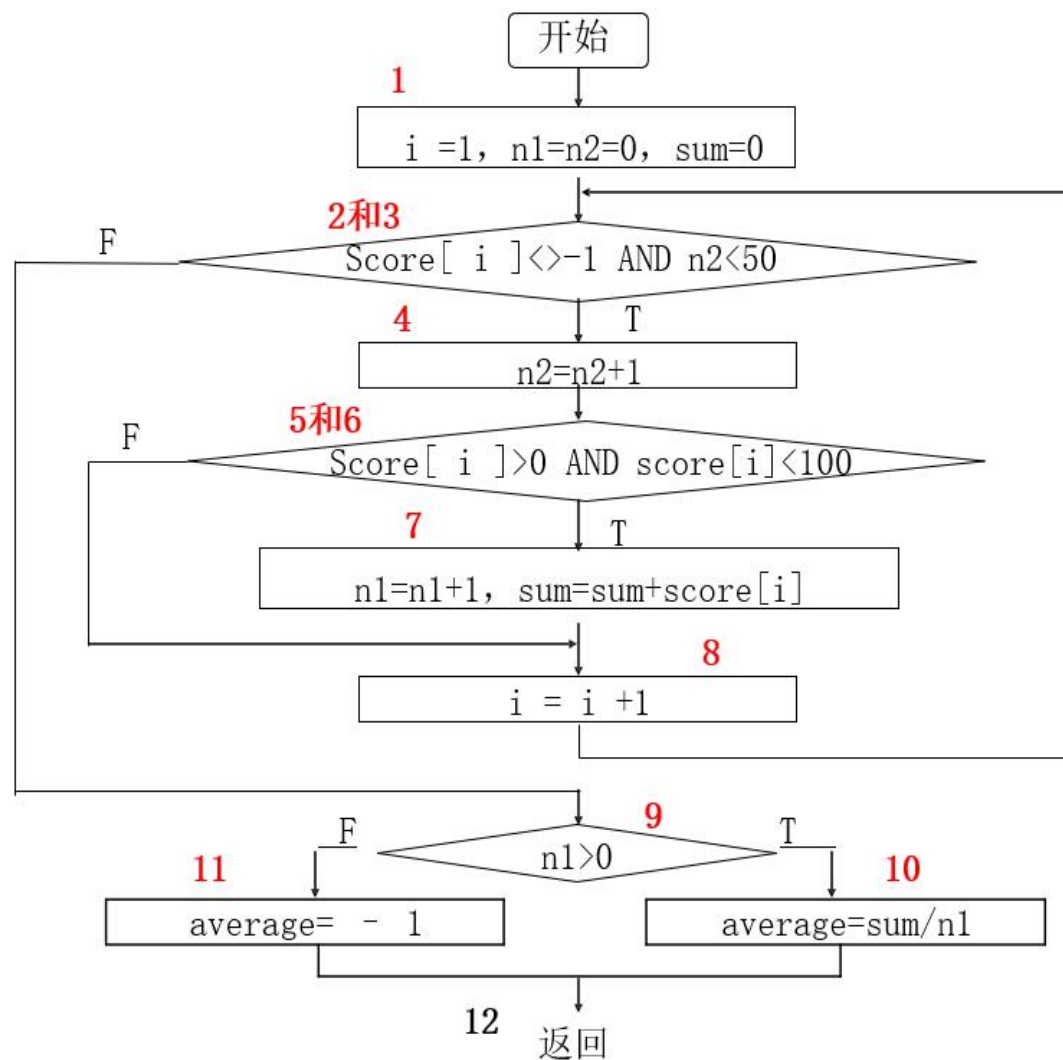 开始
1
i =1, n1=n2=0, sum=0
2和3
F
Score[ i ]<>-1 AND n2<50
T
4
n2=n2+1
5和6
F
Score[ i ]>0 AND score[i]<100
T
7
n1=n1+1, sum=sum+score[i]
8
i = i +1
9
F
n1>0
T
11
10
average= - 1
average=sum/n1
12
返回